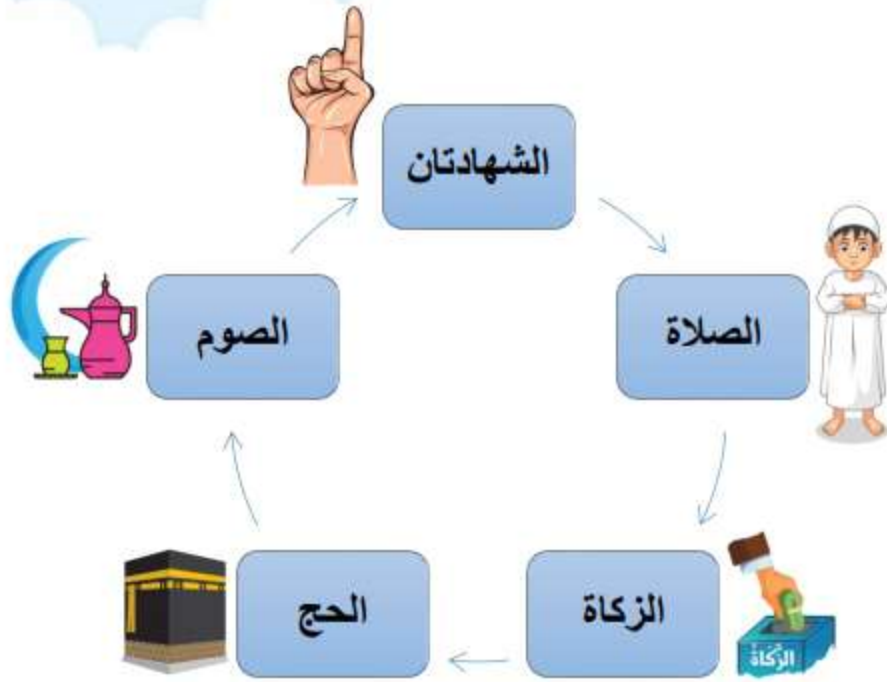 الشهادتان
الصلاة
الزكاة
الزكاة
الحج
الصوم